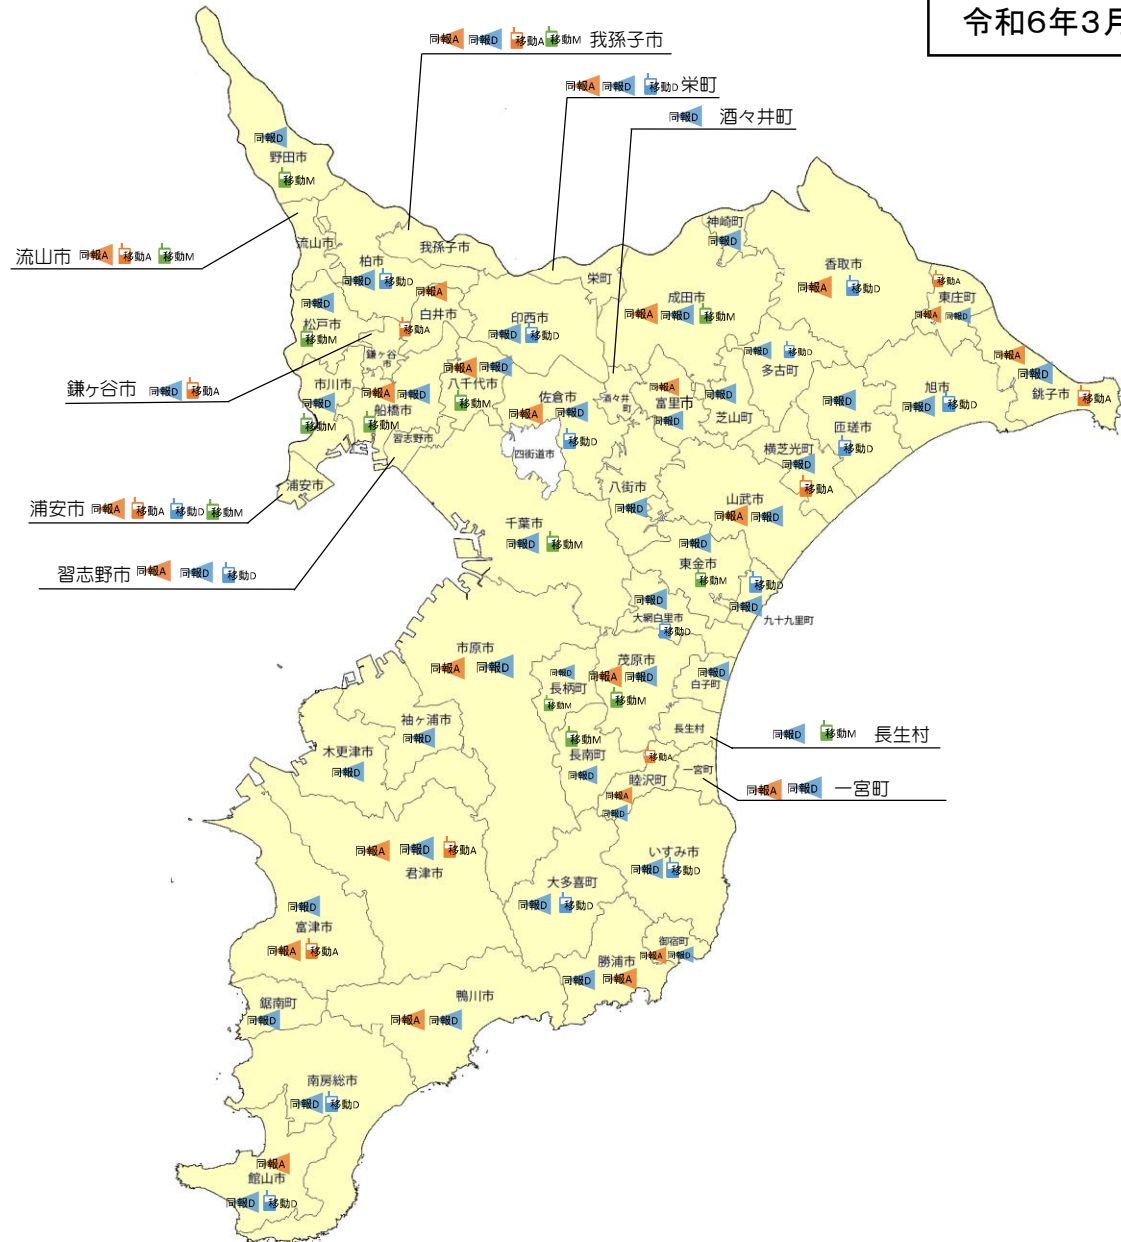 令和6年3月
同報A 同報D 移動A 移動M 我孫子市
同報A 同報D 移動D 栄町
同報D 酒々井町
同報D
野田市
移動M
流山市 同報A 移動A 移動M
流山市
我孫子市
柏市
同報D 移動D
同報A
白井市
移動A
同報D
松戸市
移動M
鎌ヶ谷市 同報D 移動A
鎌ヶ谷
市
市川市
同報D
移動M
同報A 同報D
船橋市
移動M
同報A 同報D
八千代市
移動M
習志野市
印西市
同報D 移動D
栄町
神崎町
同報D
成田市
同報A 同報D 移動M
香取市
同報A 移動D
移動A
東庄町
同報A 同報D
同報A
同報D
銚子市 移動A
同報D 移動D
多古町
旭市
同報D 移動D
同報D
匝瑳市
移動D
佐倉市
同報A 同報D
移動D
四街道市
酒々井
町
同報A
富里市
同報D
同報D
芝山町
横芝光町
同報D
移動A
八街市
同報D
山武市
同報A 同報D
浦安市
浦安市 同報A 移動A 移動D 移動M
習志野市 同報A 同報D 移動D
千葉市
同報D 移動M
同報D
東金市
移動M
移動D
同報D
九十九里町
同報D
大網白里市
移動D
市原市
同報A 同報D
同報D
長柄町
移動M
茂原市
同報A 同報D
移動M
同報D
白子町
長生村
同報D 移動M 長生村
移動M
長南町
同報D
移動A
睦沢町
同報A
同報D
一宮町
同報A 同報D 一宮町
袖ヶ浦市
同報D
木更津市
同報D
同報A 同報D 移動A
君津市
いすみ市
同報D 移動D
大多喜町
同報D 移動D
同報D
富津市
同報A 移動A
御宿町
同報A 同報D
勝浦市
同報D 同報A
鋸南町
同報D
鴨川市
同報A 同報D
南房総市
同報D 移動D
同報A
館山市
同報D 移動D